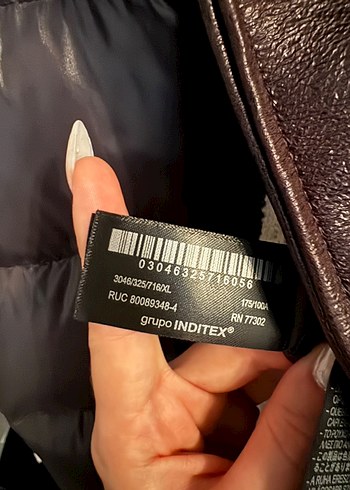 03046325716056
3046/325/716/XL
175/100A
RUC 80089348-4
RN 77302
grupo INDITEX®